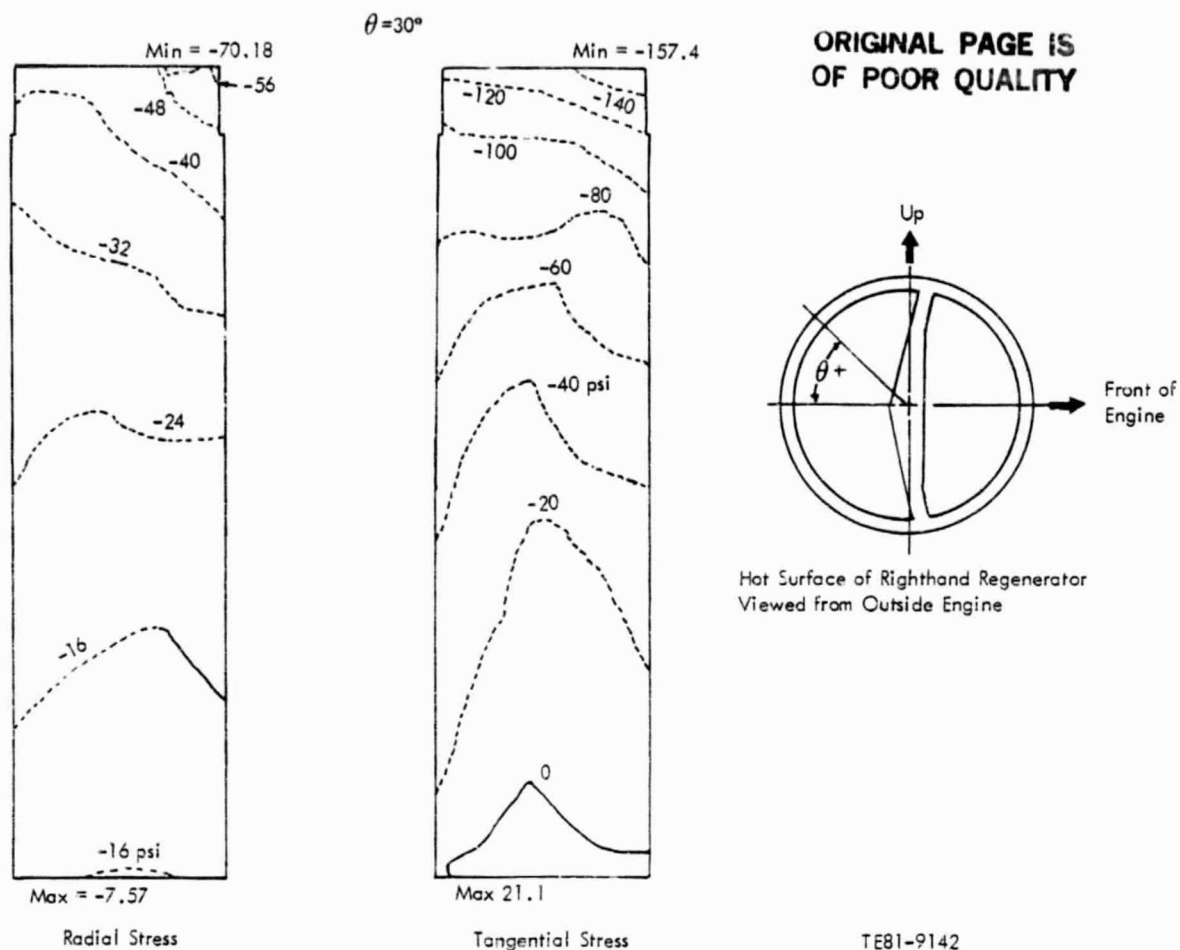 θ=30°
ORIGINAL PAGE IS
OF POOR QUALITY
Min = -70.18
-56
-48
-40
-32
-24
-16
-16 psi
Max = -7.57
Radial Stress
Min = -157.4
-120
-140
-100
-80
-60
-40 psi
-20
0
Max 21.1
Tangential Stress
Up
θ +
Front of
Engine
Hot Surface of Righthand Regenerator
Viewed from Outside Engine
TE81-9142